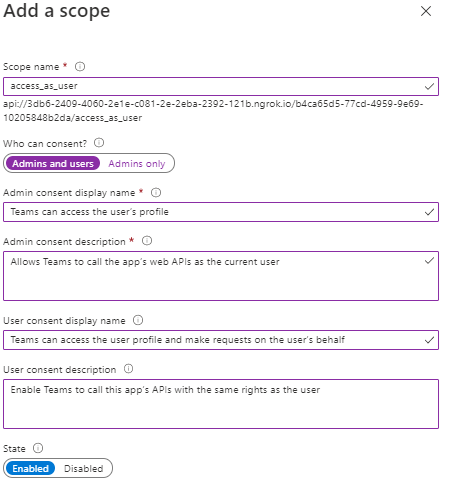 Add a scope
Scope name *
access_as_user
api://3db6-2409-4060-2e1e-c081-2e-2eba-2392-121b.ngrok.io/b4ca65d5-77cd-4959-9e69-
10205848b2da/access_as_user
Who can consent?
Admins and users Admins only
Admin consent display name *
Teams can access the user's profile
Admin consent description *
Allows Teams to call the app's web APIs as the current user
User consent display name
Teams can access the user profile and make requests on the user's behalf
User consent description
Enable Teams to call this app's APIs with the same rights as the user
State
Enabled Disabled